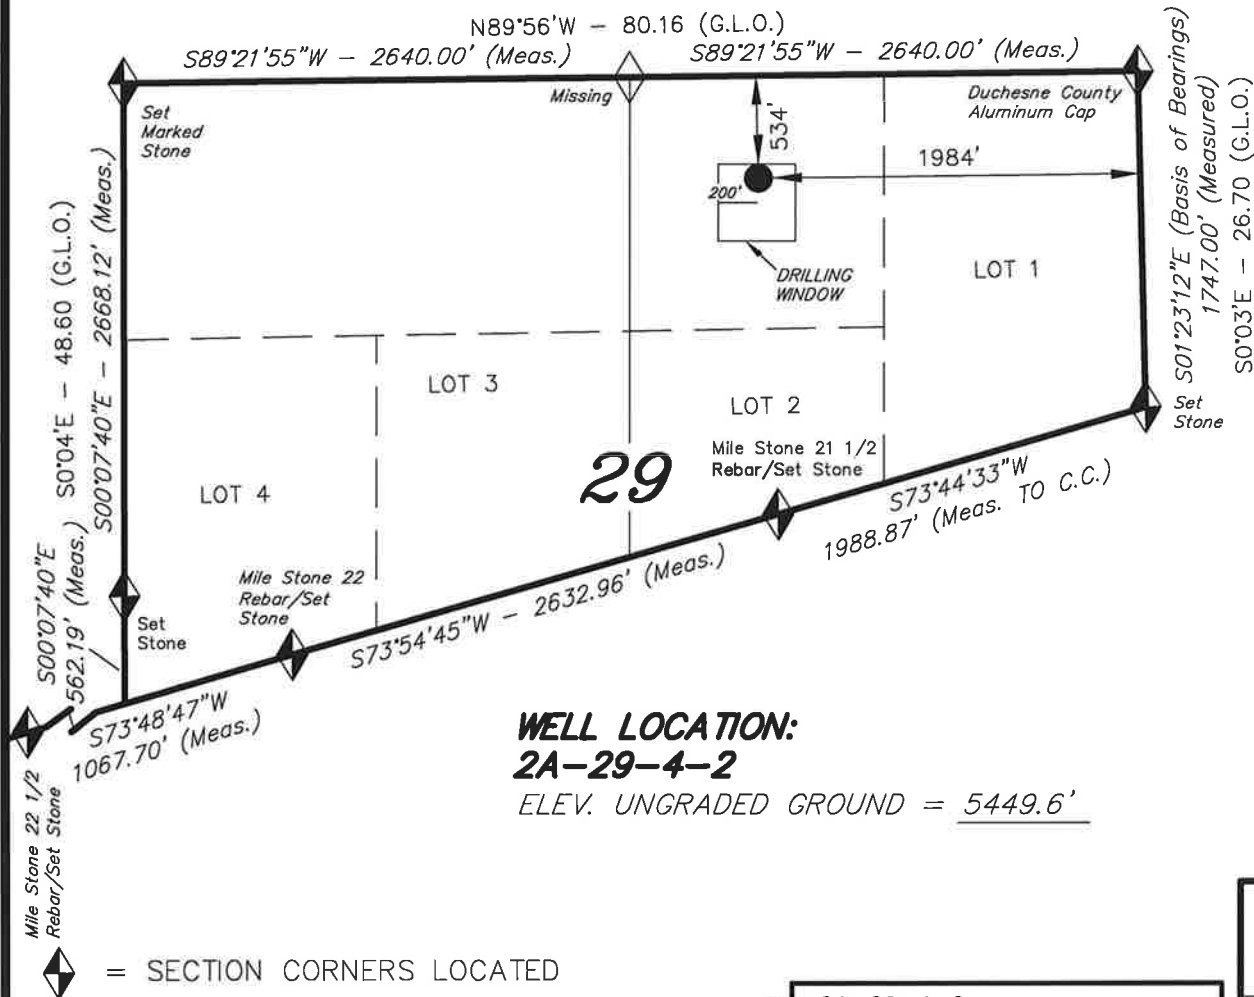 N89°56'W – 80.16 (G.L.O.)
S89°21'55"W – 2640.00' (Meas.)
S89°21'55"W – 2640.00' (Meas.)
Set
Marked
Stone
Missing
Duchesne County
Aluminum Cap
534'
1984'
200'
DRILLING
WINDOW
LOT 1
S01°23'12"E (Basis of Bearings)
1747.00' (Measured)
S0°03'E – 26.70 (G.L.O.)
S0°04'E – 48.60 (G.L.O.)
S00°07'40"E – 2668.12' (Meas.)
LOT 3
LOT 2
Set
Stone
Mile Stone 21 1/2
Rebar/Set Stone
29
LOT 4
S73°44'33"W
1988.87' (Meas. TO C.C.)
Mile Stone 22
Rebar/Set
Stone
S73°54'45"W – 2632.96' (Meas.)
S00°07'40"E
562.19' (Meas.)
Set
Stone
S73°48'47"W
1067.70' (Meas.)
Mile Stone 22 1/2
Rebar/Set Stone
WELL LOCATION:
2A–29–4–2
ELEV. UNGRADED GROUND = 5449.6'
= SECTION CORNERS LOCATED